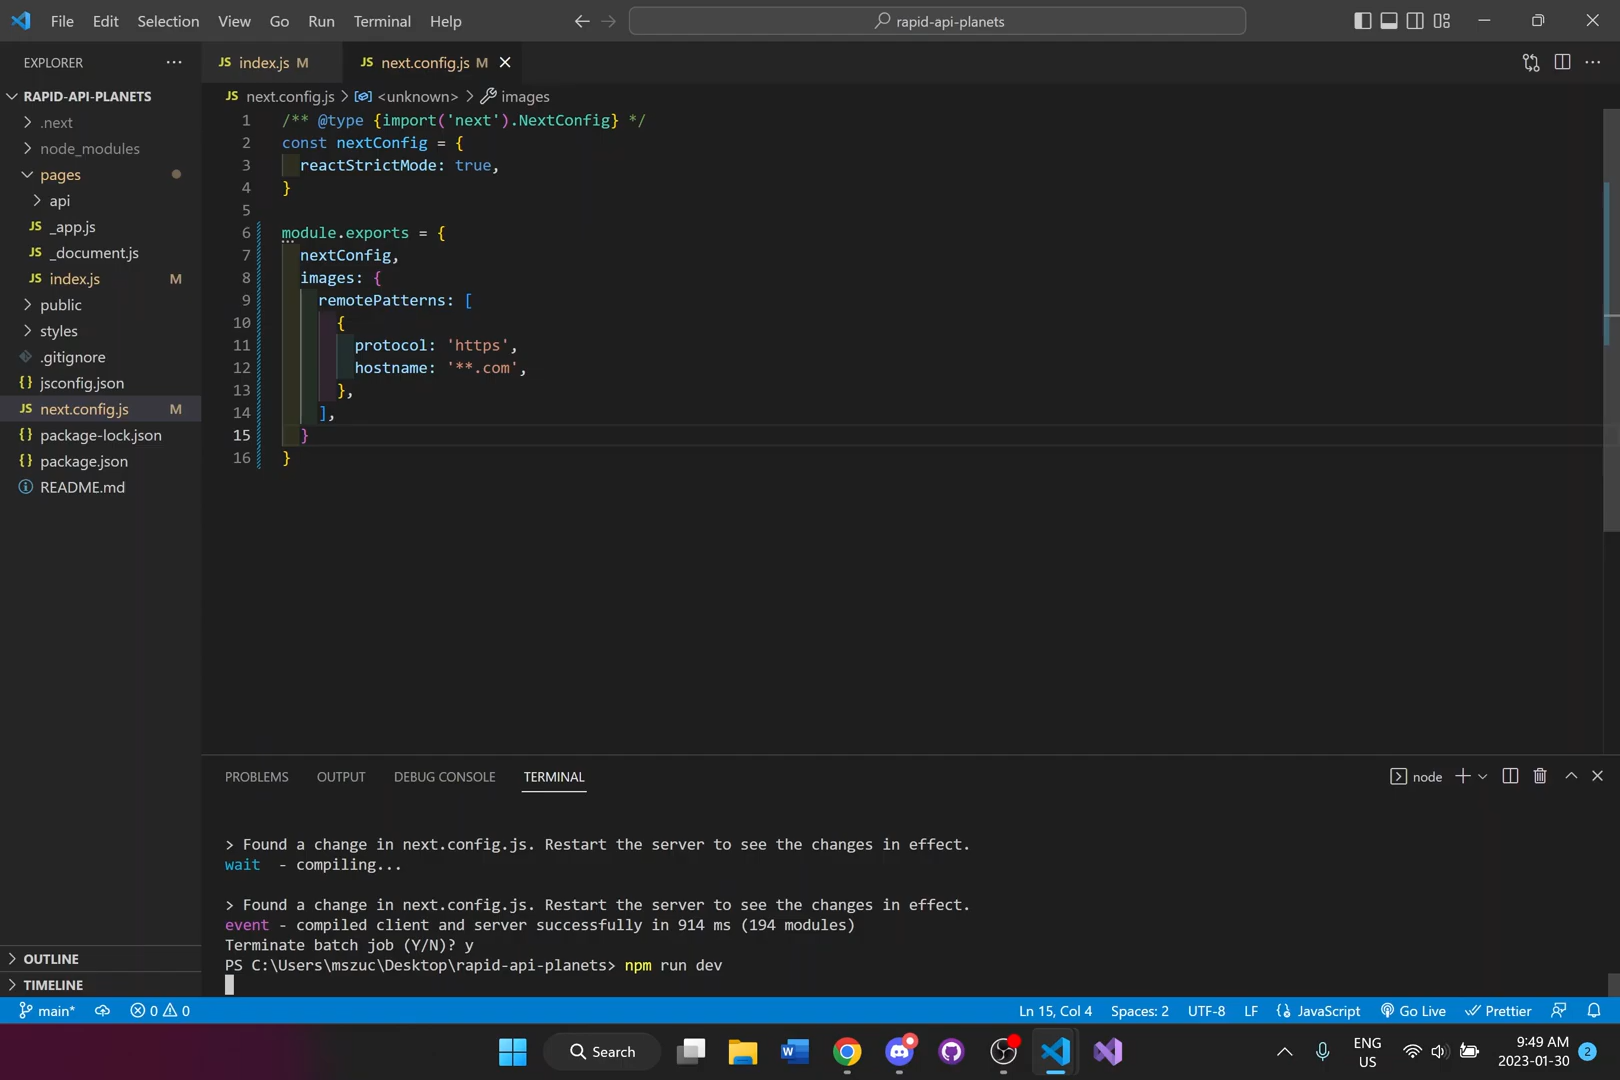 File Edit Selection View Go Run Terminal Help
rapid-api-planets
EXPLORER
RAPID-API-PLANETS
.next
node_modules
pages
api
JS _app.js
JS _document.js
JS index.js M
public
styles
.gitignore
{} jsconfig.json
JS next.config.js M
{} package-lock.json
{} package.json
README.md
OUTLINE
TIMELINE
JS index.js M
JS next.config.js M
JS next.config.js > <unknown> > images
1 /** @type {import('next').NextConfig} */
2 const nextConfig = {
3 reactStrictMode: true,
4 }
5
6 module.exports = {
7 nextConfig,
8 images: {
9 remotePatterns: [
10 {
11 protocol: 'https',
12 hostname: '**.com',
13 },
14 ],
15 }
16 }
PROBLEMS OUTPUT DEBUG CONSOLE TERMINAL
node
> Found a change in next.config.js. Restart the server to see the changes in effect.
wait - compiling...
> Found a change in next.config.js. Restart the server to see the changes in effect.
event - compiled client and server successfully in 914 ms (194 modules)
Terminate batch job (Y/N)? y
PS C:\Users\mszuc\Desktop\rapid-api-planets> npm run dev
main* 0 0 Ln 15, Col 4 Spaces: 2 UTF-8 LF {} JavaScript Go Live Prettier
Search
ENG
US
9:49 AM
2023-01-30
2